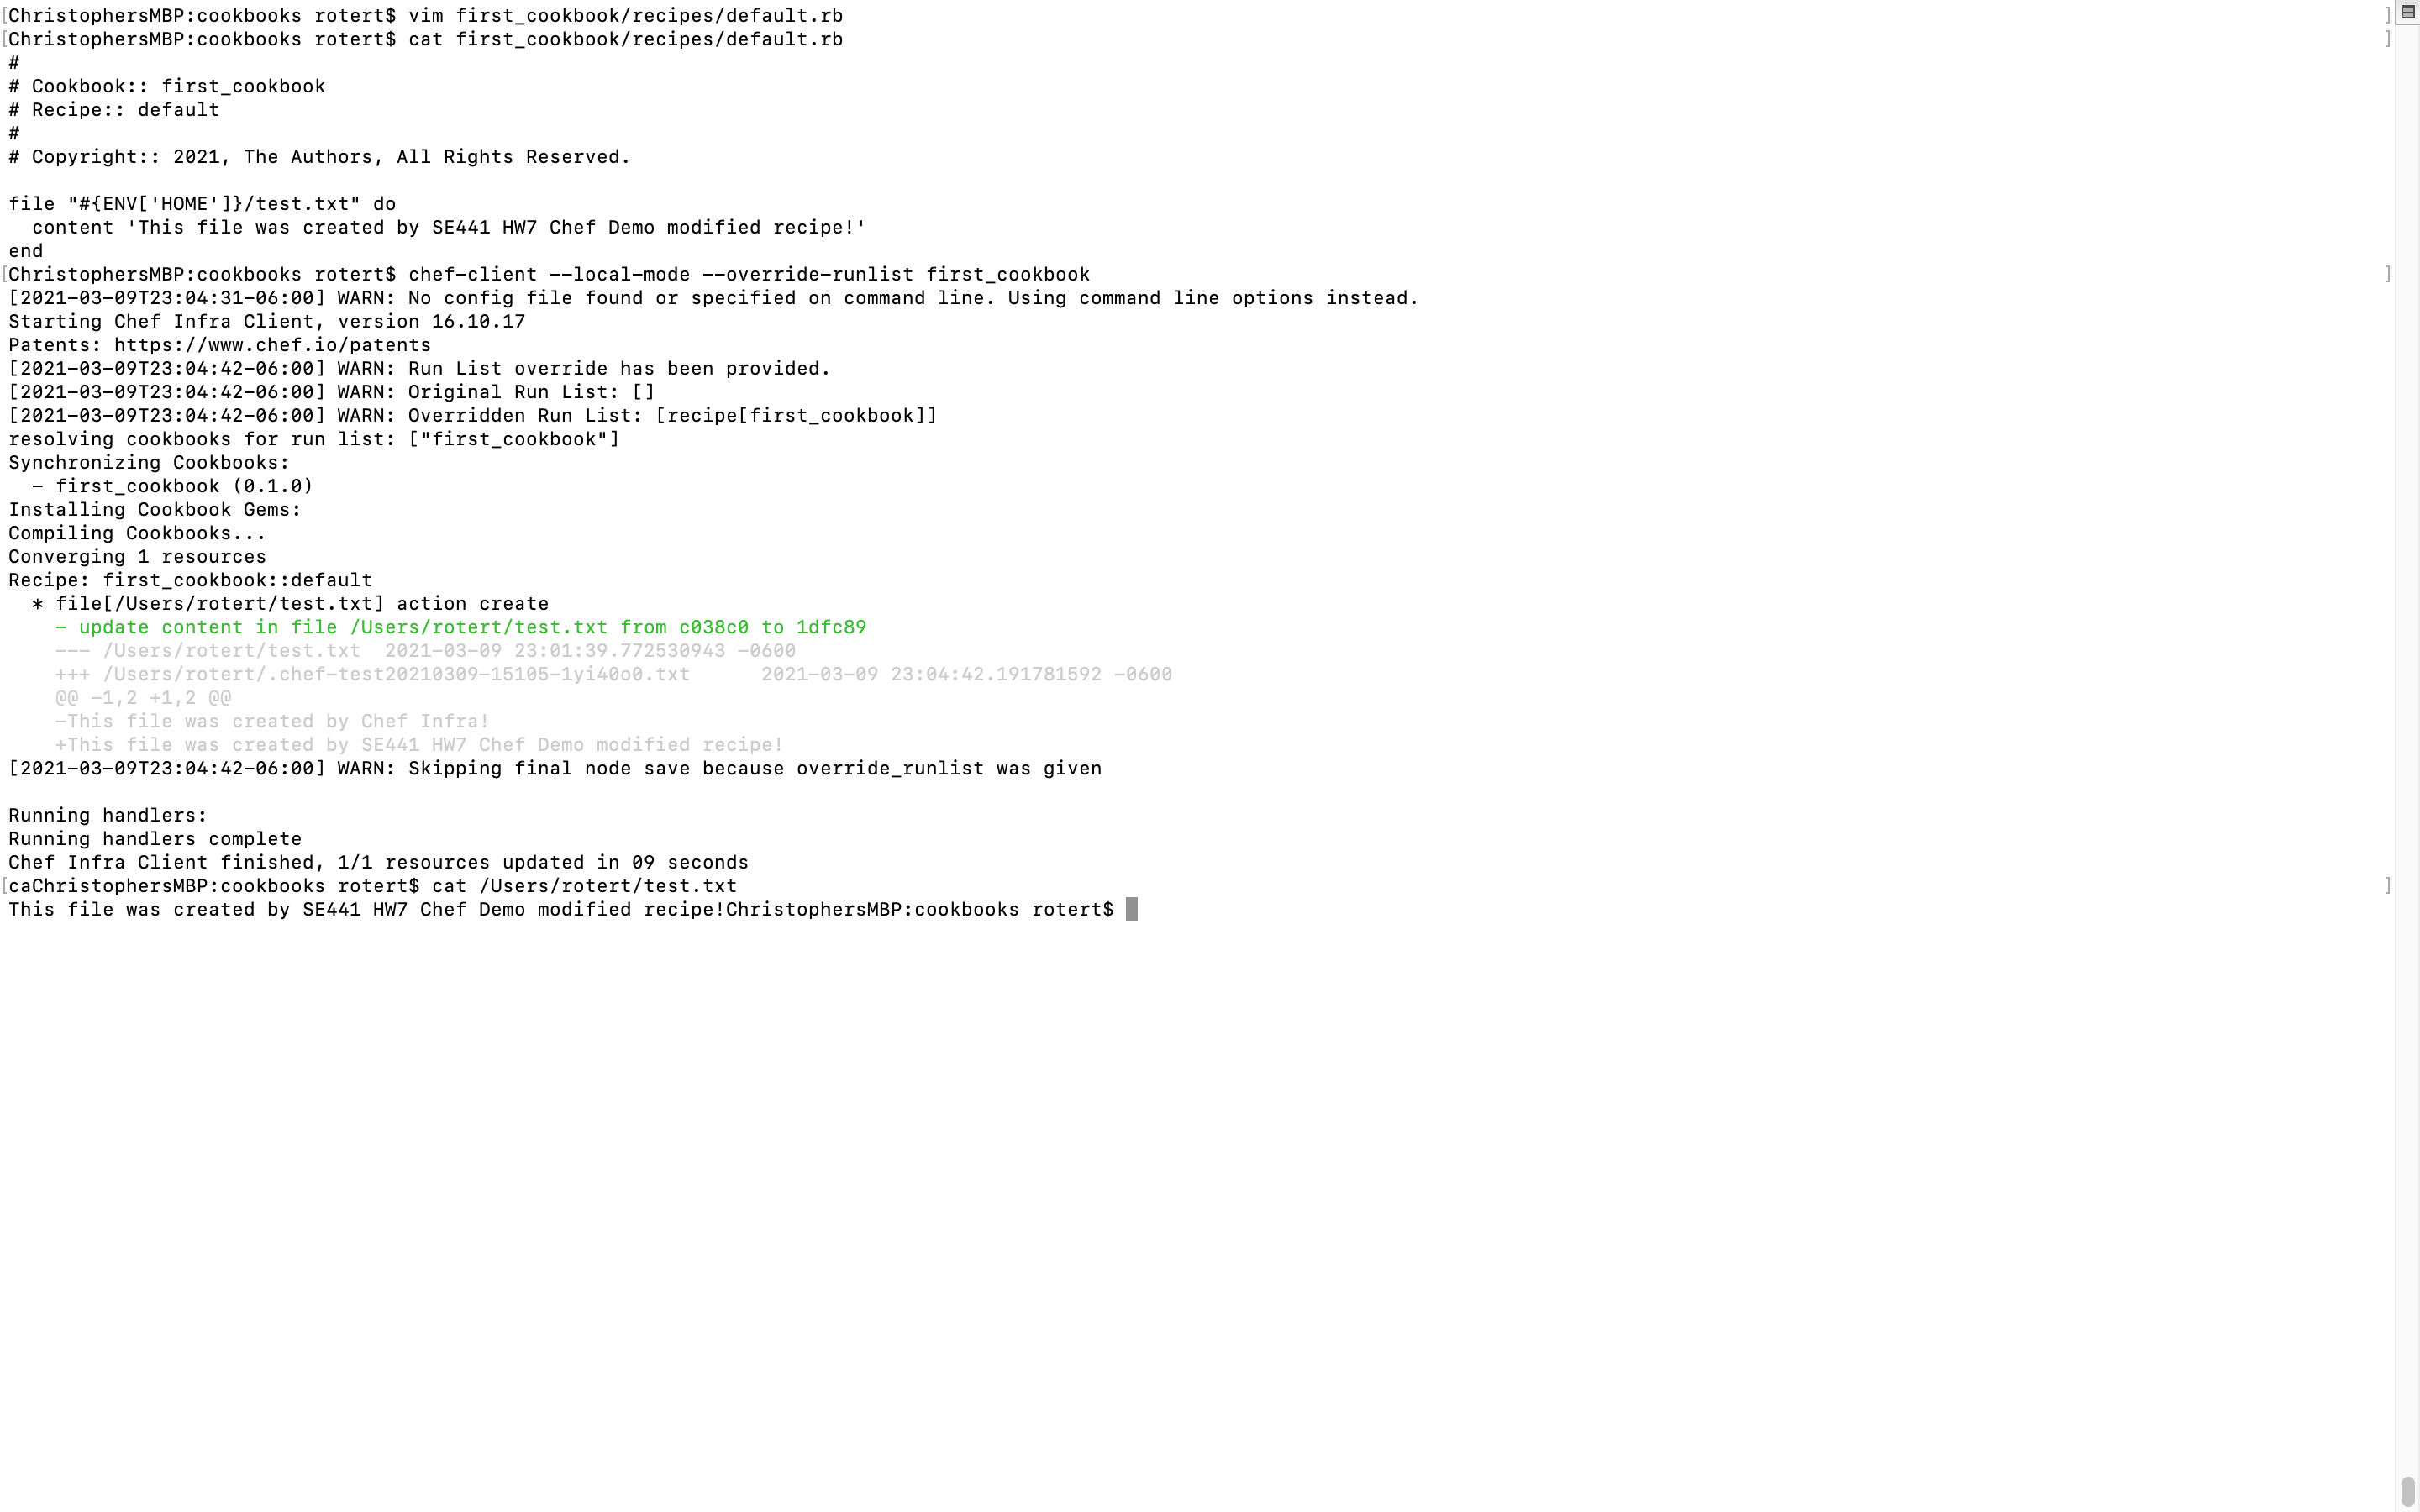 [ChristophersMBP:cookbooks rotert$ vim first_cookbook/recipes/default.rb ]
[ChristophersMBP:cookbooks rotert$ cat first_cookbook/recipes/default.rb ]
#
# Cookbook:: first_cookbook
# Recipe:: default
#
# Copyright:: 2021, The Authors, All Rights Reserved.

file "#{ENV['HOME']}/test.txt" do
  content 'This file was created by SE441 HW7 Chef Demo modified recipe!'
end
[ChristophersMBP:cookbooks rotert$ chef-client --local-mode --override-runlist first_cookbook ]
[2021-03-09T23:04:31-06:00] WARN: No config file found or specified on command line. Using command line options instead.
Starting Chef Infra Client, version 16.10.17
Patents: https://www.chef.io/patents
[2021-03-09T23:04:42-06:00] WARN: Run List override has been provided.
[2021-03-09T23:04:42-06:00] WARN: Original Run List: []
[2021-03-09T23:04:42-06:00] WARN: Overridden Run List: [recipe[first_cookbook]]
resolving cookbooks for run list: ["first_cookbook"]
Synchronizing Cookbooks:
  - first_cookbook (0.1.0)
Installing Cookbook Gems:
Compiling Cookbooks...
Converging 1 resources
Recipe: first_cookbook::default
  * file[/Users/rotert/test.txt] action create
    - update content in file /Users/rotert/test.txt from c038c0 to 1dfc89
    --- /Users/rotert/test.txt  2021-03-09 23:01:39.772530943 -0600
    +++ /Users/rotert/.chef-test20210309-15105-1yi40o0.txt      2021-03-09 23:04:42.191781592 -0600
    @@ -1,2 +1,2 @@
    -This file was created by Chef Infra!
    +This file was created by SE441 HW7 Chef Demo modified recipe!
[2021-03-09T23:04:42-06:00] WARN: Skipping final node save because override_runlist was given

Running handlers:
Running handlers complete
Chef Infra Client finished, 1/1 resources updated in 09 seconds
[caChristophersMBP:cookbooks rotert$ cat /Users/rotert/test.txt ]
This file was created by SE441 HW7 Chef Demo modified recipe!ChristophersMBP:cookbooks rotert$